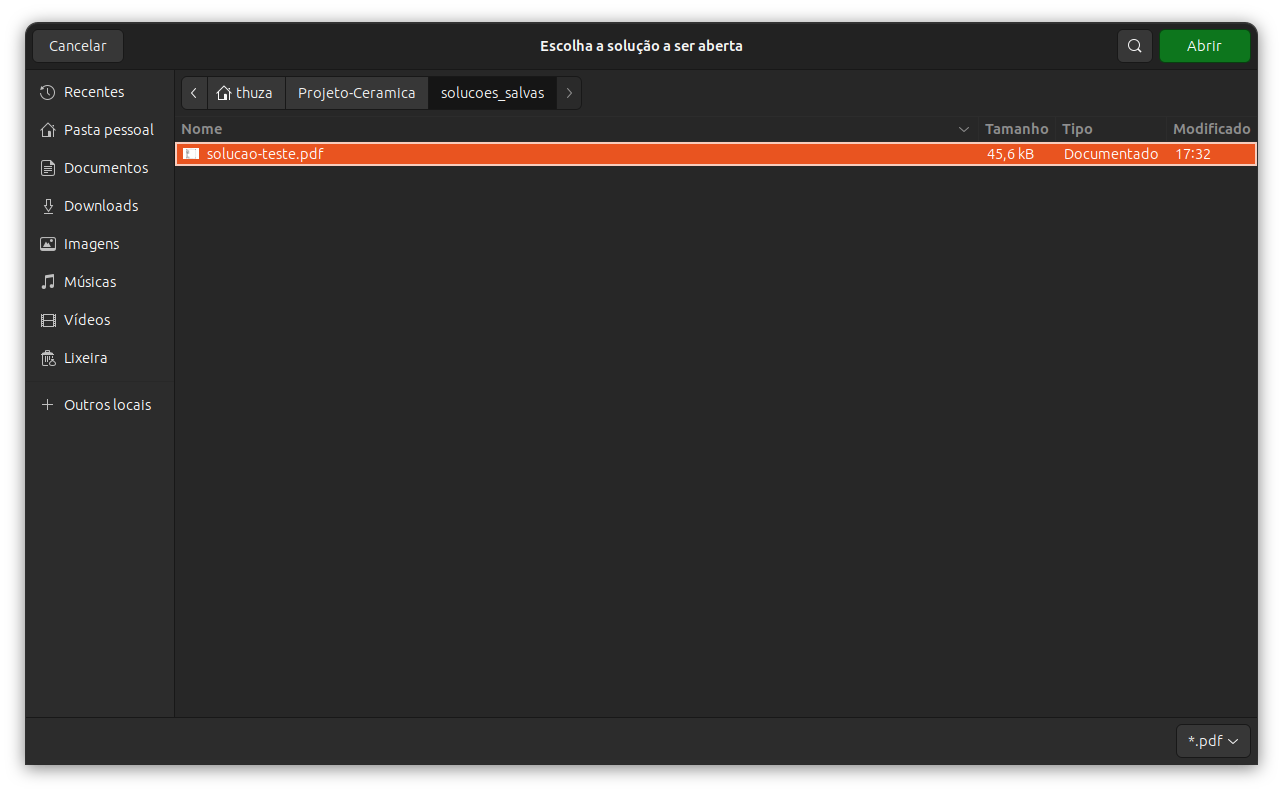 Cancelar
Escolha a solução a ser aberta
Abrir
Recentes
Pasta pessoal
Documentos
Downloads
Imagens
Músicas
Vídeos
Lixeira
Outros locais
thuza
Projeto-Ceramica
solucoes_salvas
Nome Tamanho Tipo Modificado
solucao-teste.pdf 45,6 kB Documentado 17:32
*.pdf